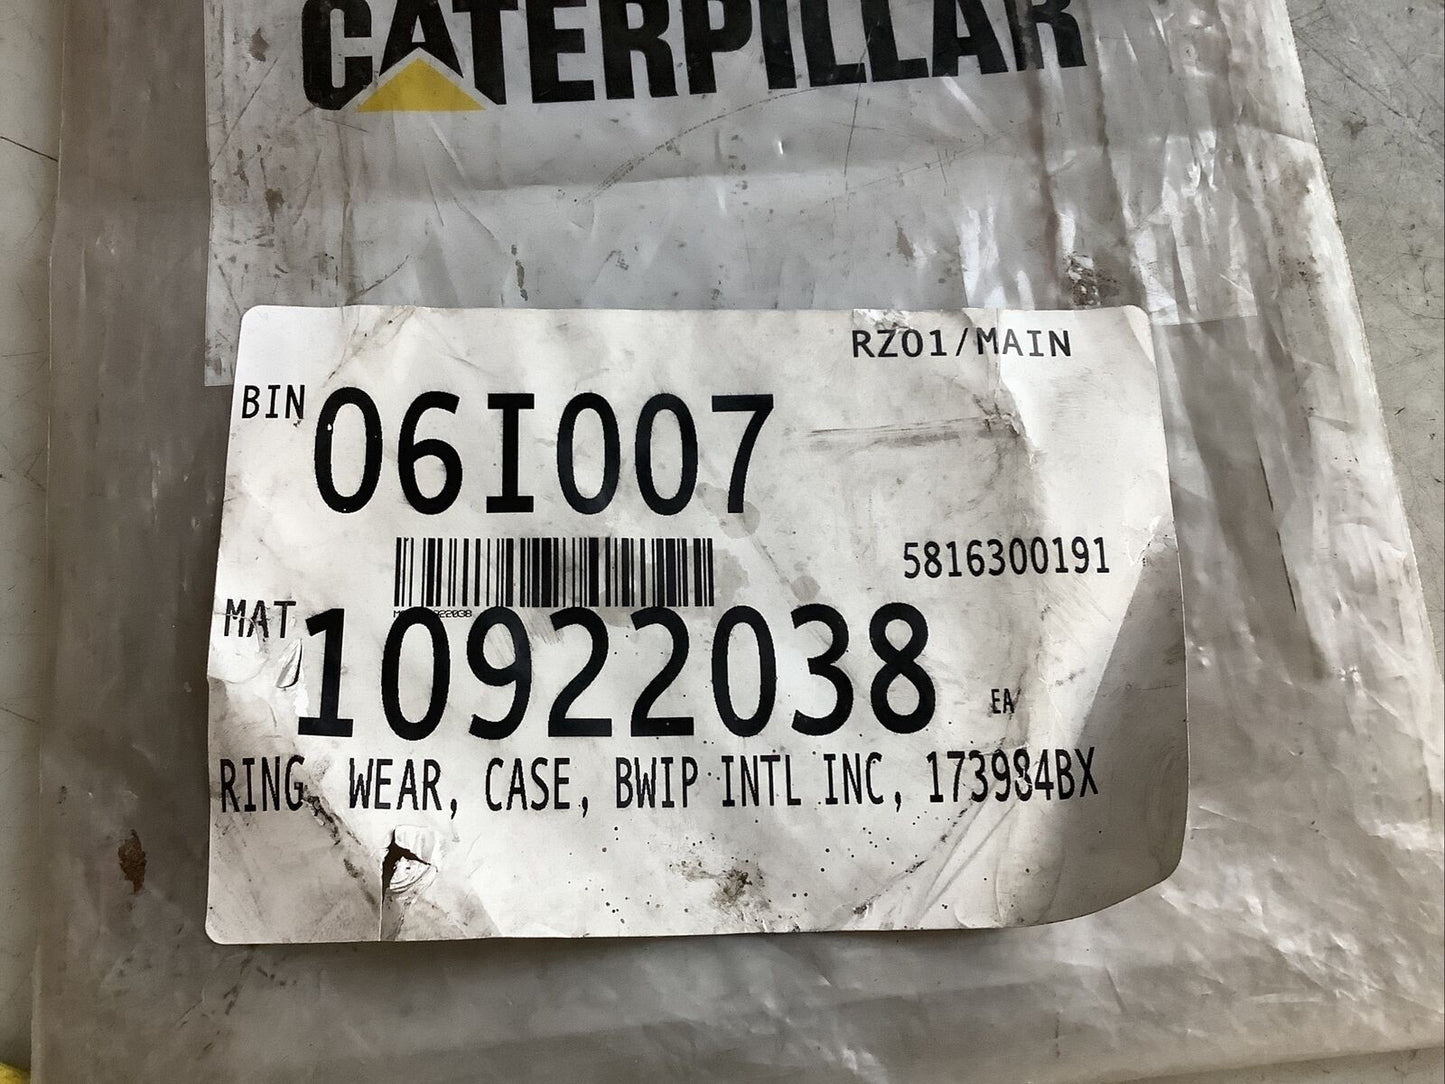 CATERPILLAR
RZ01/MAIN
BIN 06I007
5816300191
MAT 10922038 EA
RING, WEAR, CASE, BWIP INTL INC, 173984BX